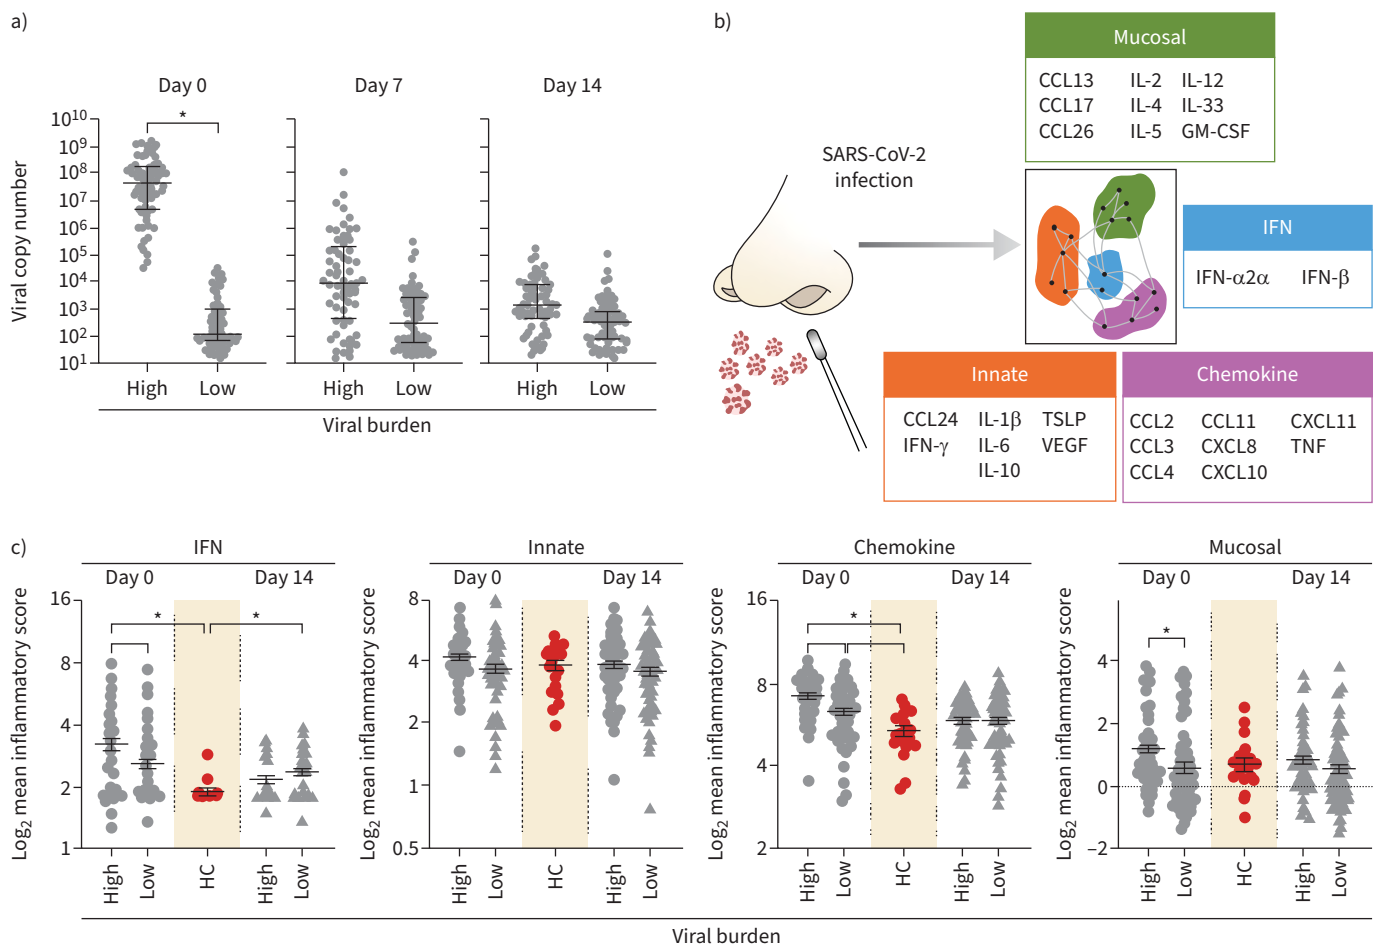 a)
Day 0
Day 7
Day 14
Viral copy number
10¹⁰
10⁹
10⁸
10⁷
10⁶
10⁵
10⁴
10³
10²
10¹
*
High
Low
High
Low
High
Low
Viral burden
b)
SARS-CoV-2
infection
Mucosal
CCL13 IL-2 IL-12
CCL17 IL-4 IL-33
CCL26 IL-5 GM-CSF
IFN
IFN-α2α IFN-β
Innate
CCL24 IL-1β TSLP
IFN-γ IL-6 VEGF
IL-10
Chemokine
CCL2 CCL11 CXCL11
CCL3 CXCL8 TNF
CCL4 CXCL10
c)
IFN
Day 0
Day 14
Log₂ mean inflammatory score
16
8
4
2
1
*
*
High
Low
HC
High
Low
Innate
Day 0
Day 14
Log₂ mean inflammatory score
8
4
2
1
0.5
High
Low
HC
High
Low
Chemokine
Day 0
Day 14
Log₂ mean inflammatory score
16
8
4
2
*
High
Low
HC
High
Low
Mucosal
Day 0
Day 14
Log₂ mean inflammatory score
4
2
0
−2
*
High
Low
HC
High
Low
Viral burden